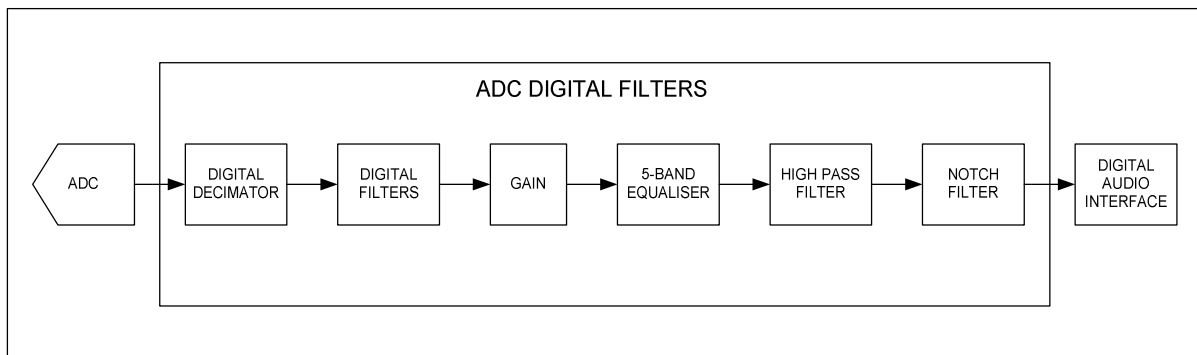 ADC DIGITAL FILTERS
ADC
DIGITAL
DECIMATOR
DIGITAL
FILTERS
GAIN
5-BAND
EQUALISER
HIGH PASS
FILTER
NOTCH
FILTER
DIGITAL
AUDIO
INTERFACE